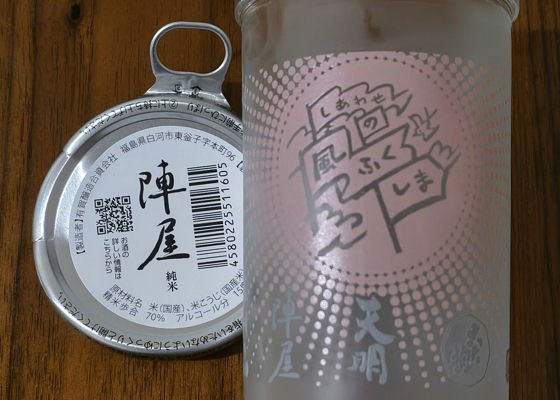 福島県白河市東釜子字本町96
【製造者】有賀醸造合資会社
陣屋
純米
お酒の
詳しい情報は
こちらから
4580225511605
原材料名 米(国産)、米こうじ(国産米)
精米歩合 70% アルコール分 15
しあわせ
の
風
ふく
しま
陣屋
天明